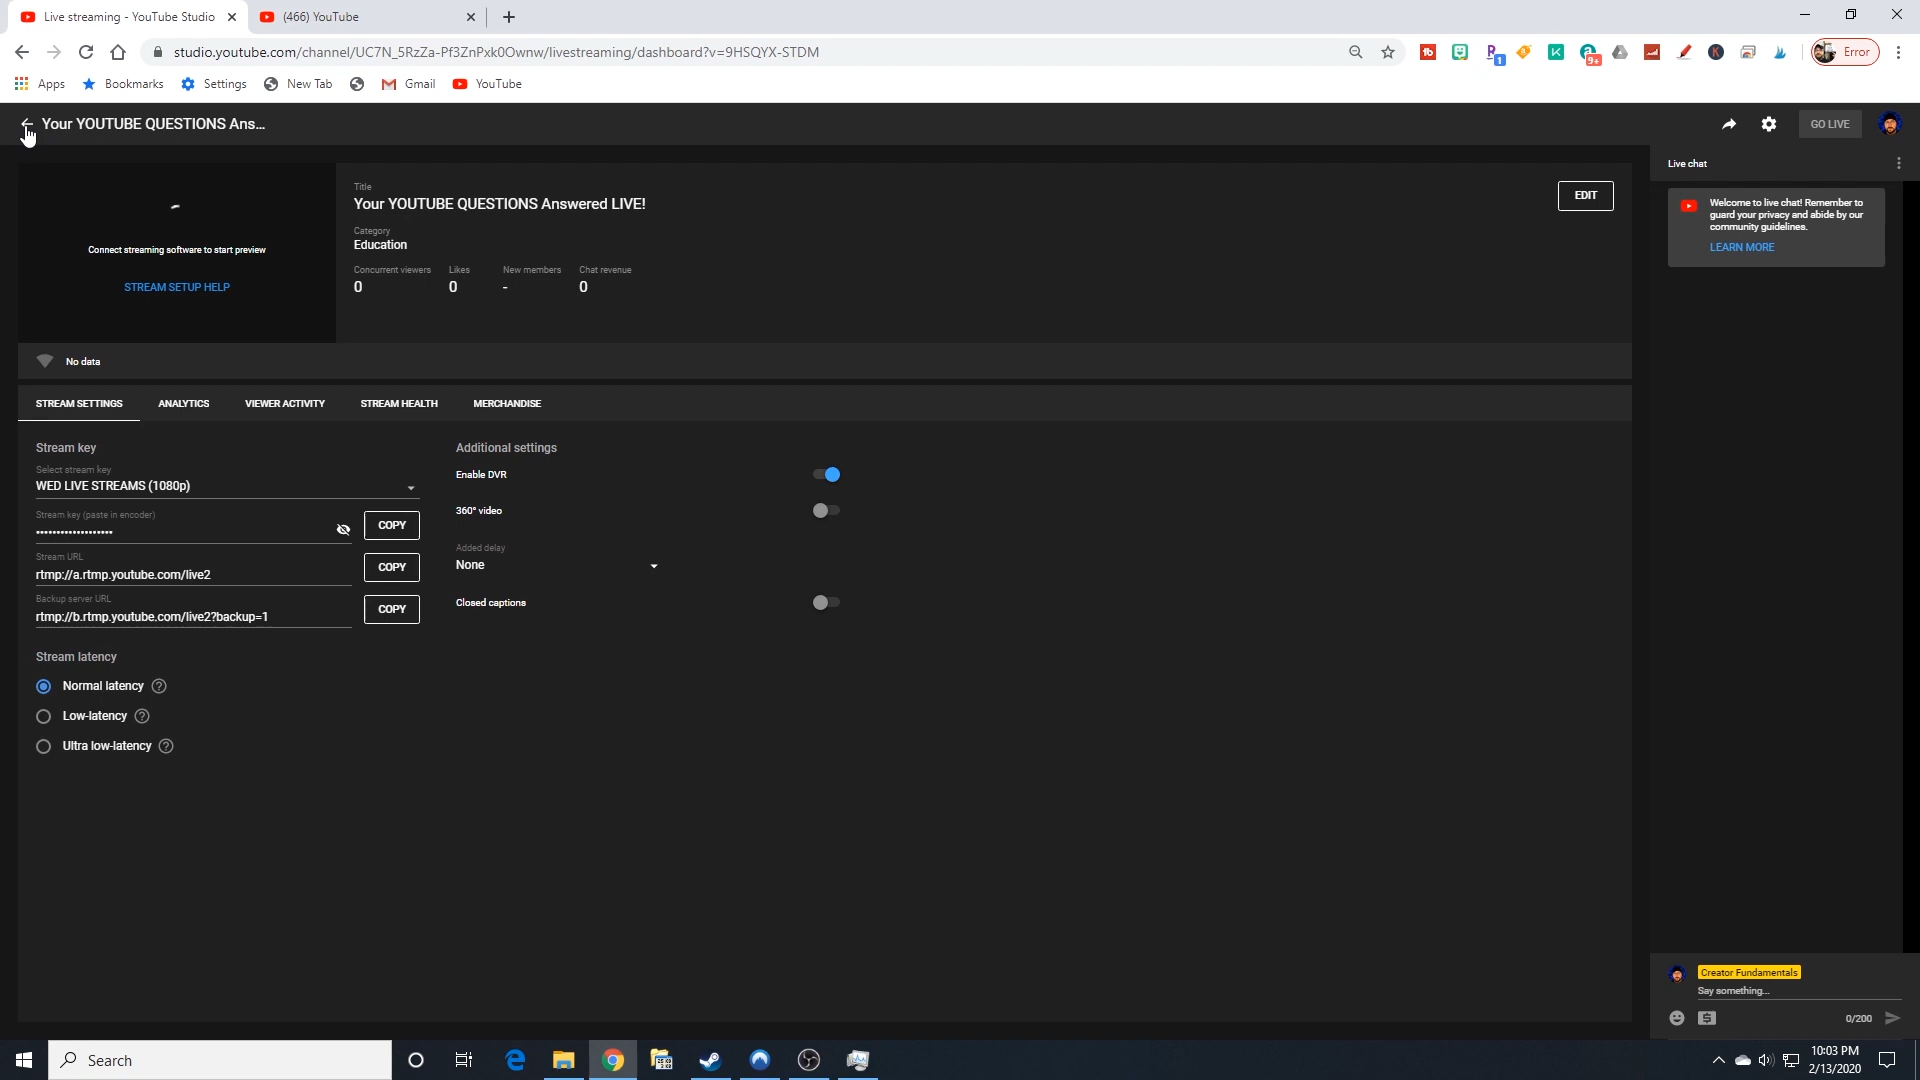 Live streaming - YouTube Studio
(466) YouTube
studio.youtube.com/channel/UC7N_5RzZa-Pf3ZnPxk0Ownw/livestreaming/dashboard?v=9HSQYX-STDM
1
9+
Error
Apps
Bookmarks
Settings
New Tab
Gmail
YouTube
Your YOUTUBE QUESTIONS Ans...
GO LIVE
Connect streaming software to start preview
STREAM SETUP HELP
Title
Your YOUTUBE QUESTIONS Answered LIVE!
EDIT
Category
Education
Concurrent viewers Likes New members Chat revenue
0 0 - 0
No data
STREAM SETTINGS ANALYTICS VIEWER ACTIVITY STREAM HEALTH MERCHANDISE
Stream key
Select stream key
WED LIVE STREAMS (1080p)
Stream key (paste in encoder)
•••••••••••••••••••
COPY
Stream URL
rtmp://a.rtmp.youtube.com/live2
COPY
Backup server URL
rtmp://b.rtmp.youtube.com/live2?backup=1
COPY
Stream latency
Normal latency
Low-latency
Ultra low-latency
Additional settings
Enable DVR
360° video
Added delay
None
Closed captions
Live chat
Welcome to live chat! Remember to
guard your privacy and abide by our
community guidelines.
LEARN MORE
Creator Fundamentals
Say something...
0/200
Search
10:03 PM
2/13/2020